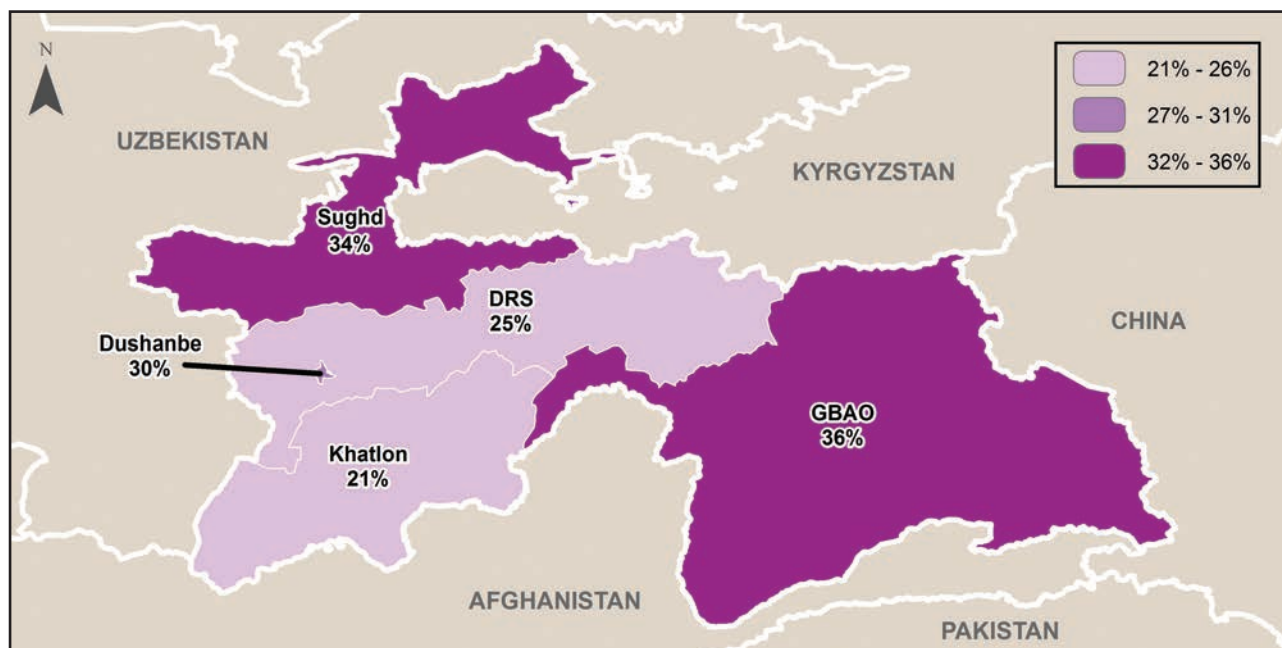 N
21% - 26%
27% - 31%
32% - 36%
UZBEKISTAN
KYRGYZSTAN
Sughd
34%
DRS
25%
CHINA
Dushanbe
30%
GBAO
36%
Khatlon
21%
AFGHANISTAN
PAKISTAN